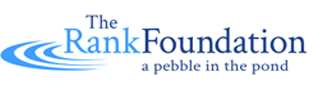 The
RankFoundation
a pebble in the pond